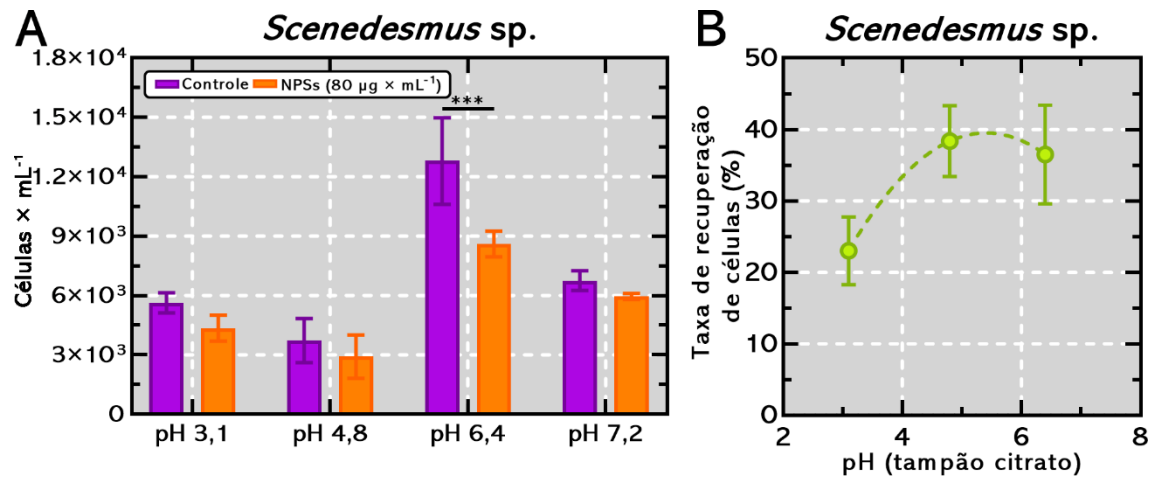 A
Scenedesmus sp.
Células × mL⁻¹
1.8×10⁴
1.5×10⁴
1.2×10⁴
9×10³
6×10³
3×10³
0
Controle
NPSs (80 µg × mL⁻¹)
***
pH 3,1
pH 4,8
pH 6,4
pH 7,2
B
Scenedesmus sp.
Taxa de recuperação
de células (%)
50
40
30
20
10
0
2
4
6
8
pH (tampão citrato)